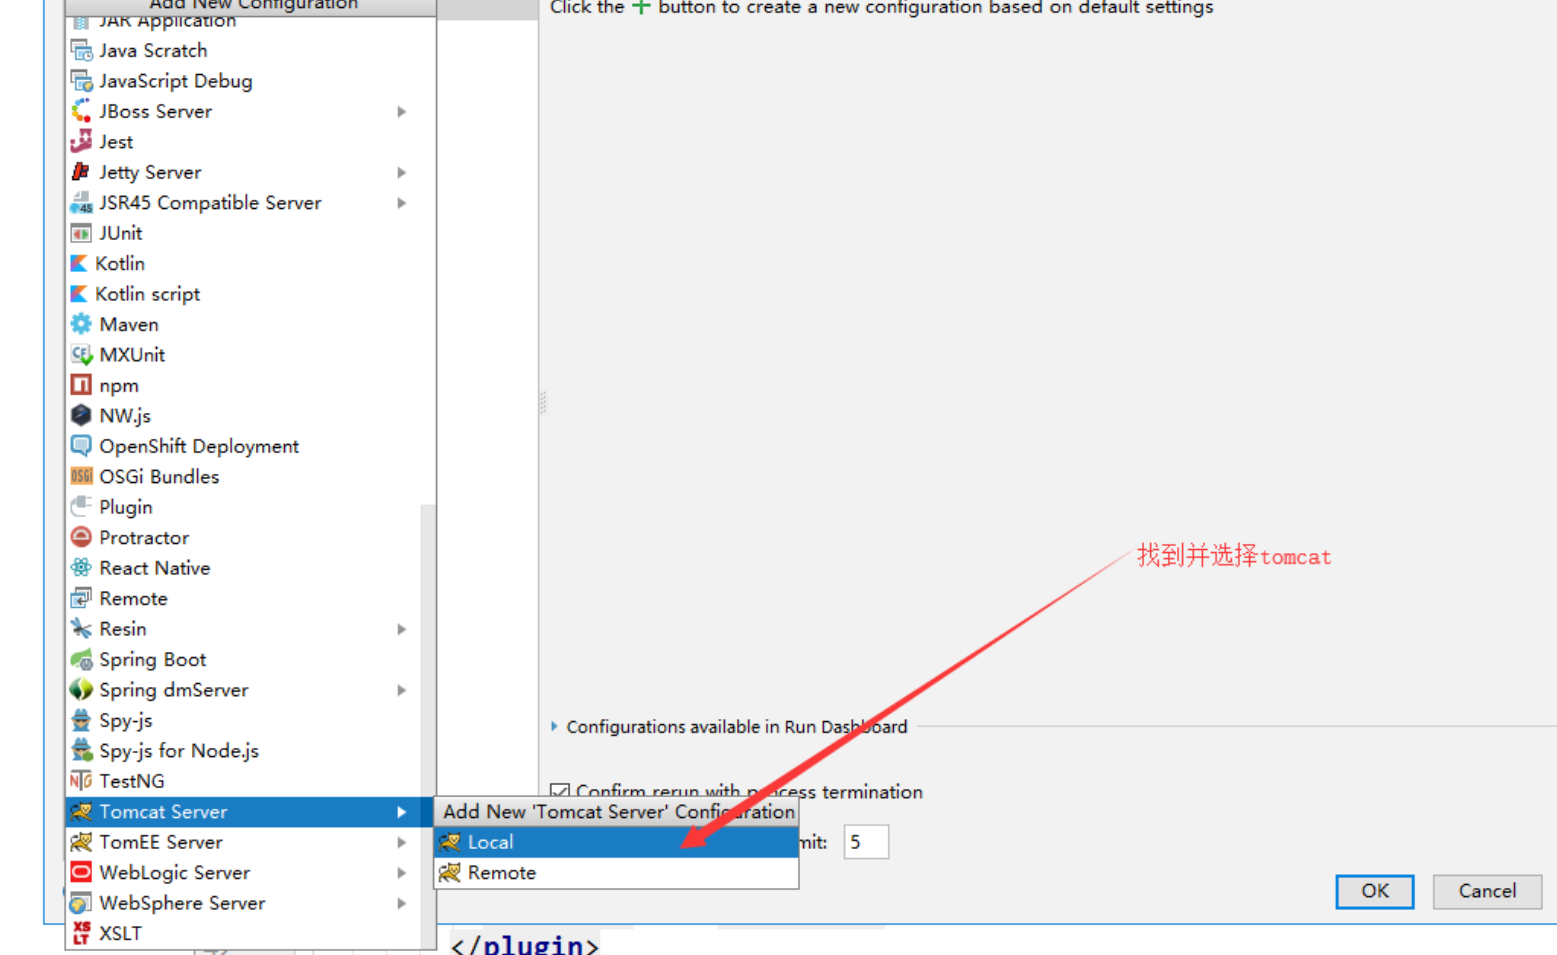 Add New Configuration
Click the + button to create a new configuration based on default settings
JAR Application
Java Scratch
JavaScript Debug
JBoss Server
Jest
Jetty Server
JSR45 Compatible Server
JUnit
Kotlin
Kotlin script
Maven
MXUnit
npm
NW.js
OpenShift Deployment
OSGi Bundles
Plugin
Protractor
React Native
Remote
Resin
Spring Boot
Spring dmServer
Spy-js
Spy-js for Node.js
TestNG
Tomcat Server
TomEE Server
WebLogic Server
WebSphere Server
XSLT
找到并选择tomcat
Configurations available in Run Dashboard
Confirm rerun with process termination
Add New 'Tomcat Server' Configuration
Local
mit: 5
Remote
OK
Cancel
</plugin>